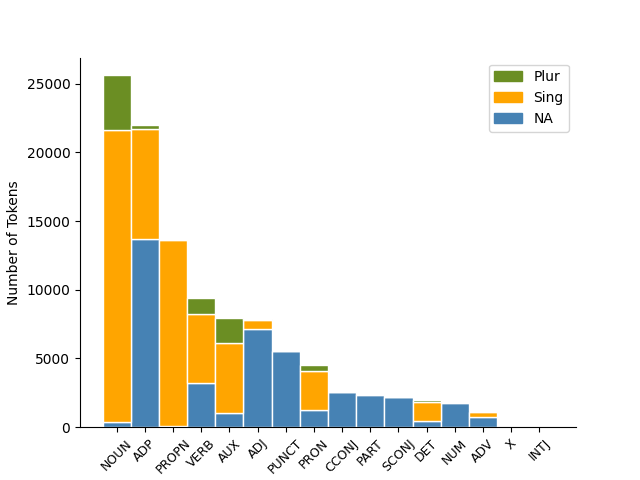 Plur
Sing
NA
Number of Tokens
25000
20000
15000
10000
5000
0
NOUN
ADP
PROPN
VERB
AUX
ADJ
PUNCT
PRON
CCONJ
PART
SCONJ
DET
NUM
ADV
X
INTJ